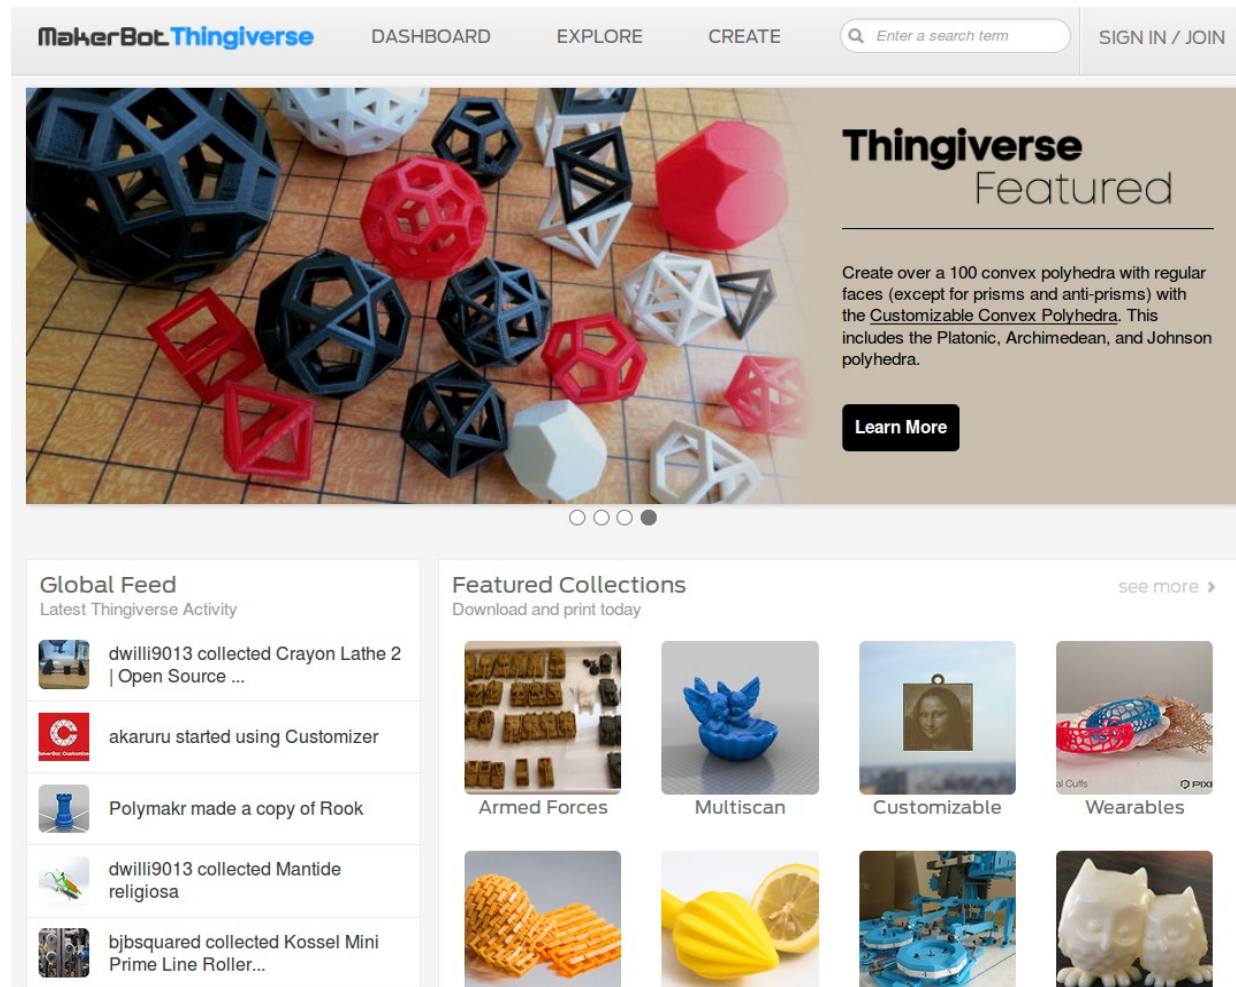 MakerBot Thingiverse
DASHBOARD
EXPLORE
CREATE
Enter a search term
SIGN IN / JOIN
Thingiverse
Featured
Create over a 100 convex polyhedra with regular
faces (except for prisms and anti-prisms) with
the Customizable Convex Polyhedra. This
includes the Platonic, Archimedean, and Johnson
polyhedra.
Learn More
Global Feed
Latest Thingiverse Activity
dwilli9013 collected Crayon Lathe 2
| Open Source ...
akaruru started using Customizer
Polymakr made a copy of Rook
dwilli9013 collected Mantide
religiosa
bjbsquared collected Kossel Mini
Prime Line Roller...
Featured Collections
Download and print today
see more
Armed Forces
Multiscan
Customizable
al Cuffs
PIXI
Wearables